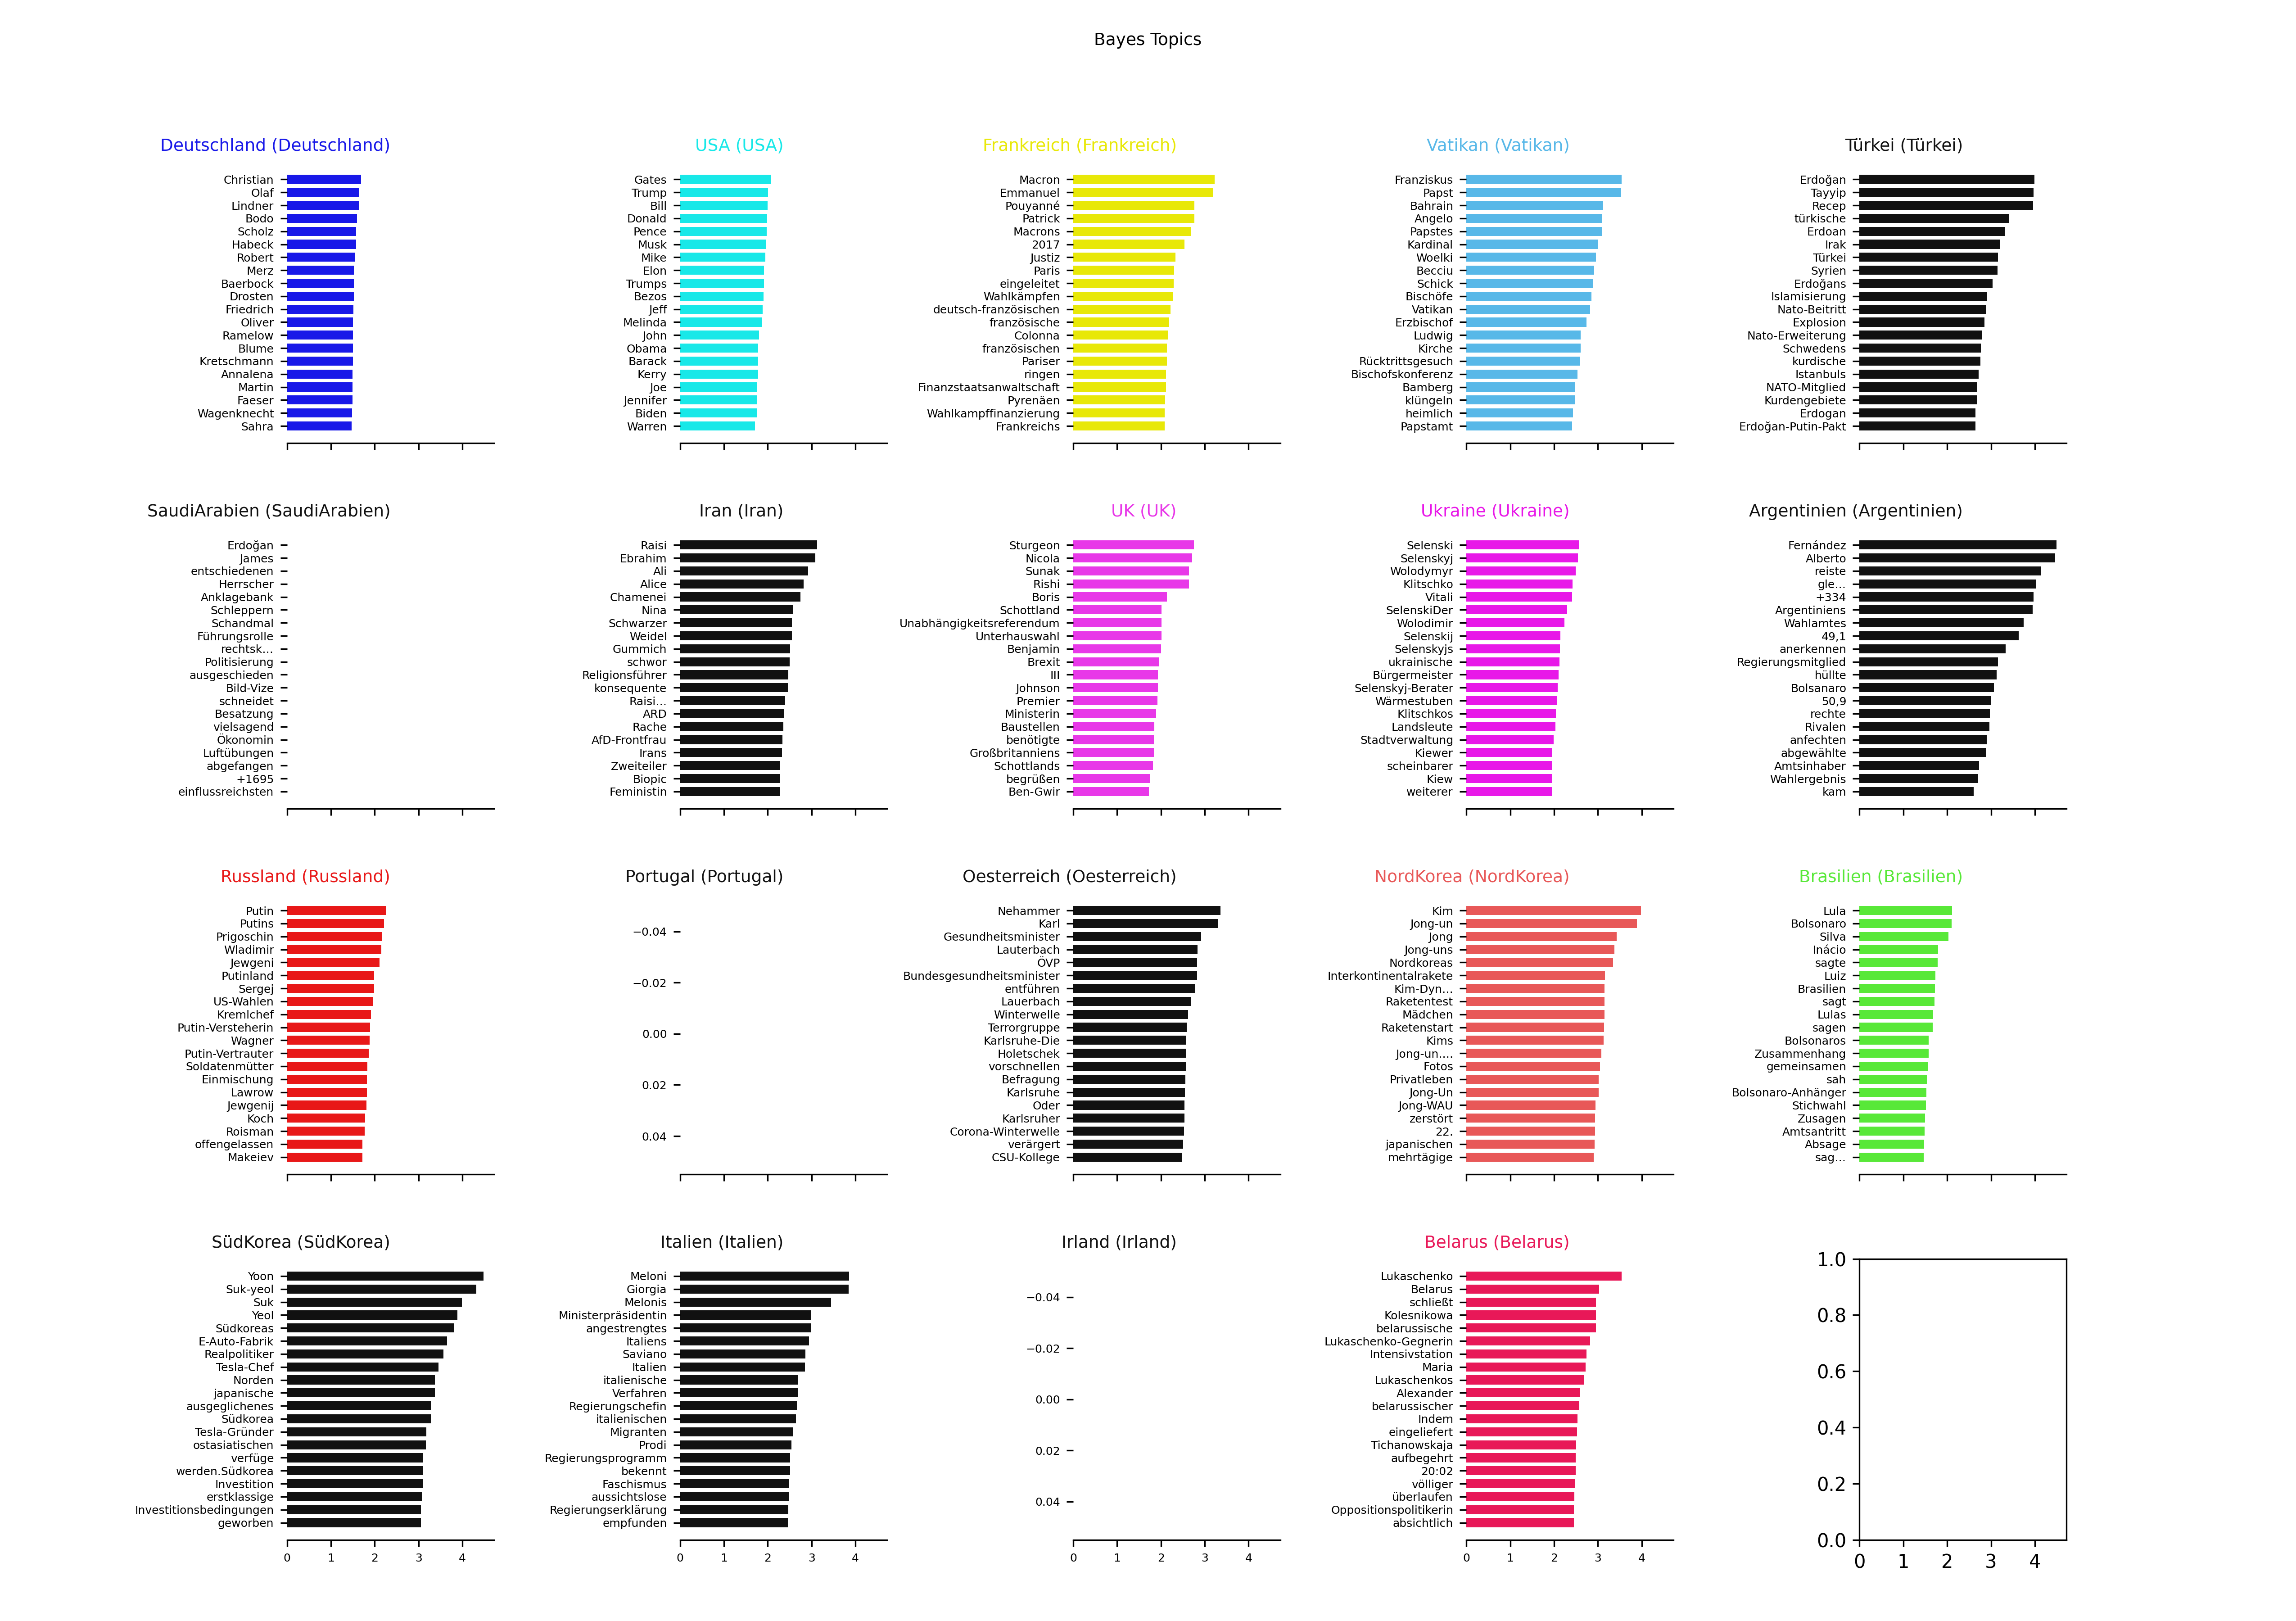 Bayes Topics
Deutschland (Deutschland)
Christian
Olaf
Lindner
Bodo
Scholz
Habeck
Robert
Merz
Baerbock
Drosten
Friedrich
Oliver
Ramelow
Blume
Kretschmann
Annalena
Martin
Faeser
Wagenknecht
Sahra
USA (USA)
Gates
Trump
Bill
Donald
Pence
Musk
Mike
Elon
Trumps
Bezos
Jeff
Melinda
John
Obama
Barack
Kerry
Joe
Jennifer
Biden
Warren
Frankreich (Frankreich)
Macron
Emmanuel
Pouyanné
Patrick
Macrons
2017
Justiz
Paris
eingeleitet
Wahlkämpfen
deutsch-französischen
französische
Colonna
französischen
Pariser
ringen
Finanzstaatsanwaltschaft
Pyrenäen
Wahlkampffinanzierung
Frankreichs
Vatikan (Vatikan)
Franziskus
Papst
Bahrain
Angelo
Papstes
Kardinal
Woelki
Becciu
Schick
Bischöfe
Vatikan
Erzbischof
Ludwig
Kirche
Rücktrittsgesuch
Bischofskonferenz
Bamberg
klüngeln
heimlich
Papstamt
Türkei (Türkei)
Erdoğan
Tayyip
Recep
türkische
Erdoan
Irak
Türkei
Syrien
Erdoğans
Islamisierung
Nato-Beitritt
Explosion
Nato-Erweiterung
Schwedens
kurdische
Istanbuls
NATO-Mitglied
Kurdengebiete
Erdogan
Erdoğan-Putin-Pakt
SaudiArabien (SaudiArabien)
Erdoğan
James
entschiedenen
Herrscher
Anklagebank
Schleppern
Schandmal
Führungsrolle
rechtsk…
Politisierung
ausgeschieden
Bild-Vize
schneidet
Besatzung
vielsagend
Ökonomin
Luftübungen
abgefangen
+1695
einflussreichsten
Iran (Iran)
Raisi
Ebrahim
Ali
Alice
Chamenei
Nina
Schwarzer
Weidel
Gummich
schwor
Religionsführer
konsequente
Raisi…
ARD
Rache
AfD-Frontfrau
Irans
Zweiteiler
Biopic
Feministin
UK (UK)
Sturgeon
Nicola
Sunak
Rishi
Boris
Schottland
Unabhängigkeitsreferendum
Unterhauswahl
Benjamin
Brexit
III
Johnson
Premier
Ministerin
Baustellen
benötigte
Großbritanniens
Schottlands
begrüßen
Ben-Gwir
Ukraine (Ukraine)
Selenski
Selenskyj
Wolodymyr
Klitschko
Vitali
SelenskiDer
Wolodimir
Selenskij
Selenskyjs
ukrainische
Bürgermeister
Selenskyj-Berater
Wärmestuben
Klitschkos
Landsleute
Stadtverwaltung
Kiewer
scheinbarer
Kiew
weiterer
Argentinien (Argentinien)
Fernández
Alberto
reiste
gle…
+334
Argentiniens
Wahlamtes
49,1
anerkennen
Regierungsmitglied
hüllte
Bolsanaro
50,9
rechte
Rivalen
anfechten
abgewählte
Amtsinhaber
Wahlergebnis
kam
Russland (Russland)
Putin
Putins
Prigoschin
Wladimir
Jewgeni
Putinland
Sergej
US-Wahlen
Kremlchef
Putin-Versteherin
Wagner
Putin-Vertrauter
Soldatenmütter
Einmischung
Lawrow
Jewgenij
Koch
Roisman
offengelassen
Makeiev
Portugal (Portugal)
−0.04
−0.02
0.00
0.02
0.04
Oesterreich (Oesterreich)
Nehammer
Karl
Gesundheitsminister
Lauterbach
ÖVP
Bundesgesundheitsminister
entführen
Lauerbach
Winterwelle
Terrorgruppe
Karlsruhe-Die
Holetschek
vorschnellen
Befragung
Karlsruhe
Oder
Karlsruher
Corona-Winterwelle
verärgert
CSU-Kollege
NordKorea (NordKorea)
Kim
Jong-un
Jong
Jong-uns
Nordkoreas
Interkontinentalrakete
Kim-Dyn…
Raketentest
Mädchen
Raketenstart
Kims
Jong-un.…
Fotos
Privatleben
Jong-Un
Jong-WAU
zerstört
22.
japanischen
mehrtägige
Brasilien (Brasilien)
Lula
Bolsonaro
Silva
Inácio
sagte
Luiz
Brasilien
sagt
Lulas
sagen
Bolsonaros
Zusammenhang
gemeinsamen
sah
Bolsonaro-Anhänger
Stichwahl
Zusagen
Amtsantritt
Absage
sag…
SüdKorea (SüdKorea)
Yoon
Suk-yeol
Suk
Yeol
Südkoreas
E-Auto-Fabrik
Realpolitiker
Tesla-Chef
Norden
japanische
ausgeglichenes
Südkorea
Tesla-Gründer
ostasiatischen
verfüge
werden.Südkorea
Investition
erstklassige
Investitionsbedingungen
geworben
0 1 2 3 4
Italien (Italien)
Meloni
Giorgia
Melonis
Ministerpräsidentin
angestrengtes
Italiens
Saviano
Italien
italienische
Verfahren
Regierungschefin
italienischen
Migranten
Prodi
Regierungsprogramm
bekennt
Faschismus
aussichtslose
Regierungserklärung
empfunden
0 1 2 3 4
Irland (Irland)
−0.04
−0.02
0.00
0.02
0.04
0 1 2 3 4
Belarus (Belarus)
Lukaschenko
Belarus
schließt
Kolesnikowa
belarussische
Lukaschenko-Gegnerin
Intensivstation
Maria
Lukaschenkos
Alexander
belarussischer
Indem
eingeliefert
Tichanowskaja
aufbegehrt
20:02
völliger
überlaufen
Oppositionspolitikerin
absichtlich
0 1 2 3 4
1.0
0.8
0.6
0.4
0.2
0.0
0 1 2 3 4